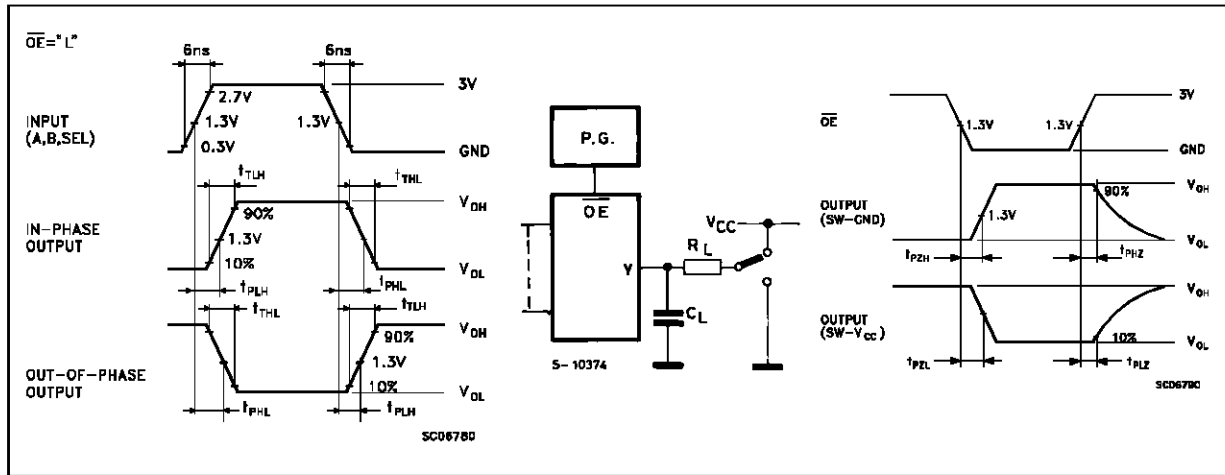 OE="L"
6ns
6ns
3V
2.7V
INPUT
(A,B,SEL)
1.3V
1.3V
0.3V
GND
tTLH
tTHL
VOH
90%
IN-PHASE
OUTPUT
1.3V
10%
VOL
tPLH
tPHL
tTHL
tTLH
VOH
90%
OUT-OF-PHASE
OUTPUT
1.3V
10%
VOL
tPHL
tPLH
SC06780
P.G.
OE
Y
RL
VCC
CL
S-10374
3V
OE
1.3V
1.3V
GND
VOH
90%
OUTPUT
(SW-GND)
1.3V
VOL
tPZH
tPHZ
VOH
OUTPUT
(SW-VCC)
10%
VOL
tPZL
tPLZ
SC06790